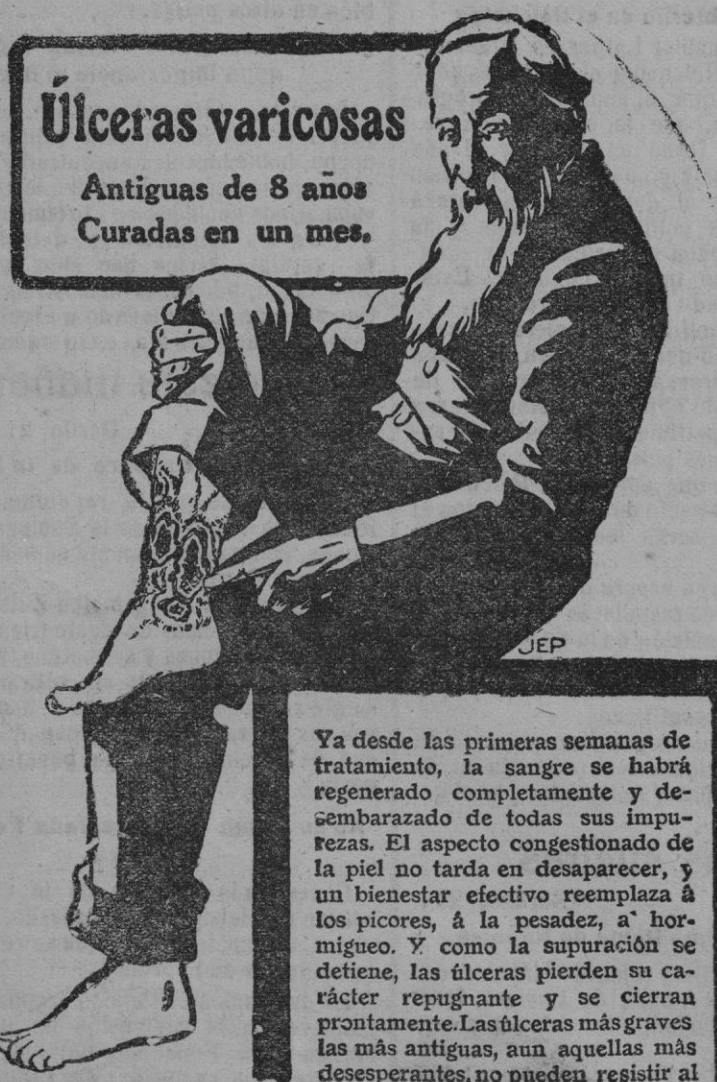 Úlceras varicosas
Antiguas de 8 años
Curadas en un mes.
JEP
Ya desde las primeras semanas de
tratamiento, la sangre se habrá
regenerado completamente y de-
sembarazado de todas sus impu-
rezas. El aspecto congestionado de
la piel no tarda en desaparecer, y
un bienestar efectivo reemplaza á
los picores, á la pesadez, a' hor-
migueo. Y como la supuración se
detiene, las úlceras pierden su ca-
rácter repugnante y se cierran
prontamente. Las úlceras más graves
las más antiguas, aun aquellas más
desesperantes, no pueden resistir al